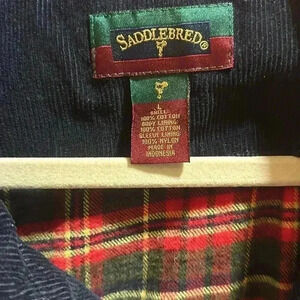 SADDLEBRED®
L
SHELL
100% COTTON
BODY LINING
100% COTTON
SLEEVE LINING
100% NYLON
MADE IN
INDONESIA